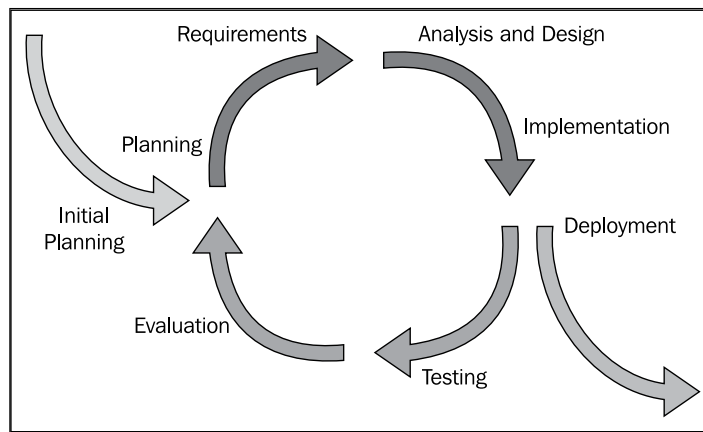 Requirements
Analysis and Design
Implementation
Planning
Initial
Planning
Deployment
Evaluation
Testing